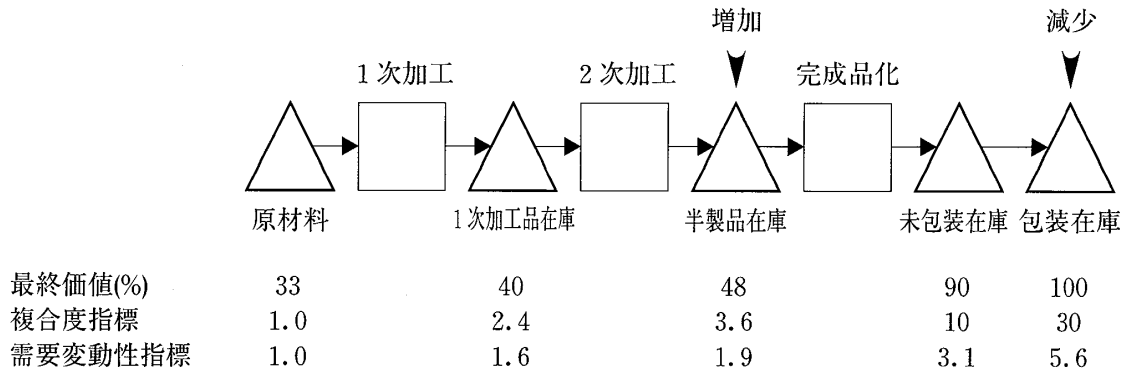 増加 減少
1次加工 2次加工 完成品化
原材料 1次加工品在庫 半製品在庫 未包装在庫 包装在庫
最終価値(%) 33 40 48 90 100
複合度指標 1.0 2.4 3.6 10 30
需要変動性指標 1.0 1.6 1.9 3.1 5.6